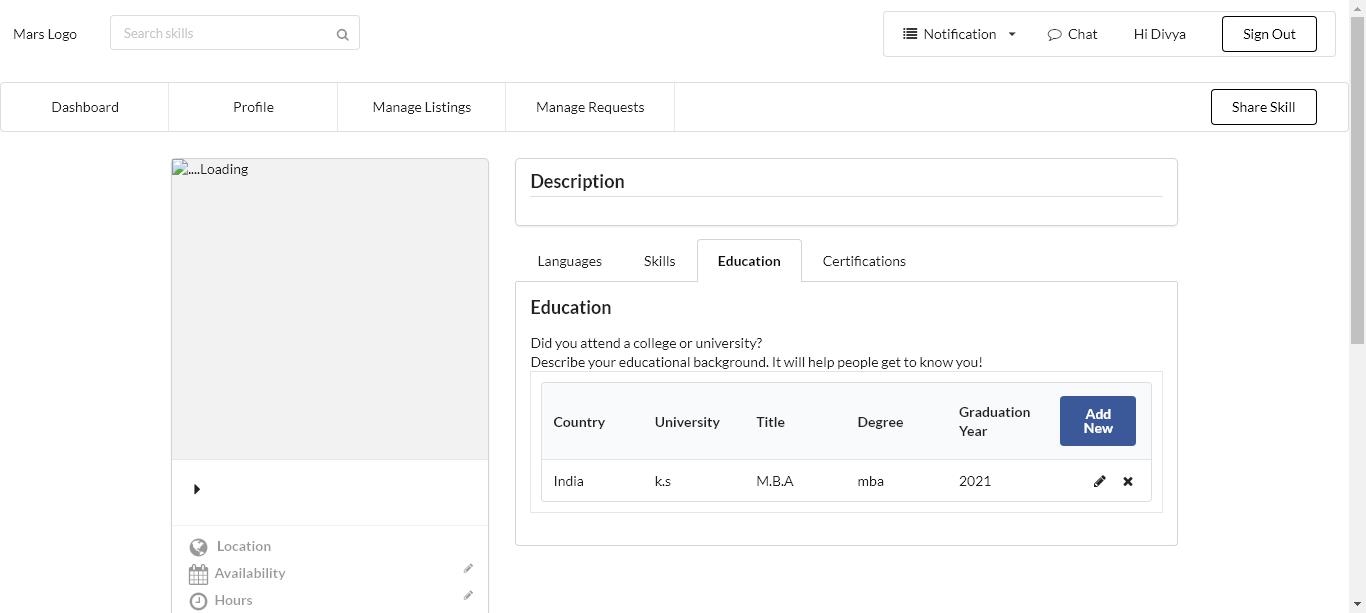 Mars Logo
Search skills
Notification
Chat
Hi Divya
Sign Out
Dashboard
Profile
Manage Listings
Manage Requests
Share Skill
....Loading
Description
Languages
Skills
Education
Certifications
Education
Did you attend a college or university?
Describe your educational background. It will help people get to know you!
Country
University
Title
Degree
Graduation
Year
Add
New
India
k.s
M.B.A
mba
2021
Location
Availability
Hours